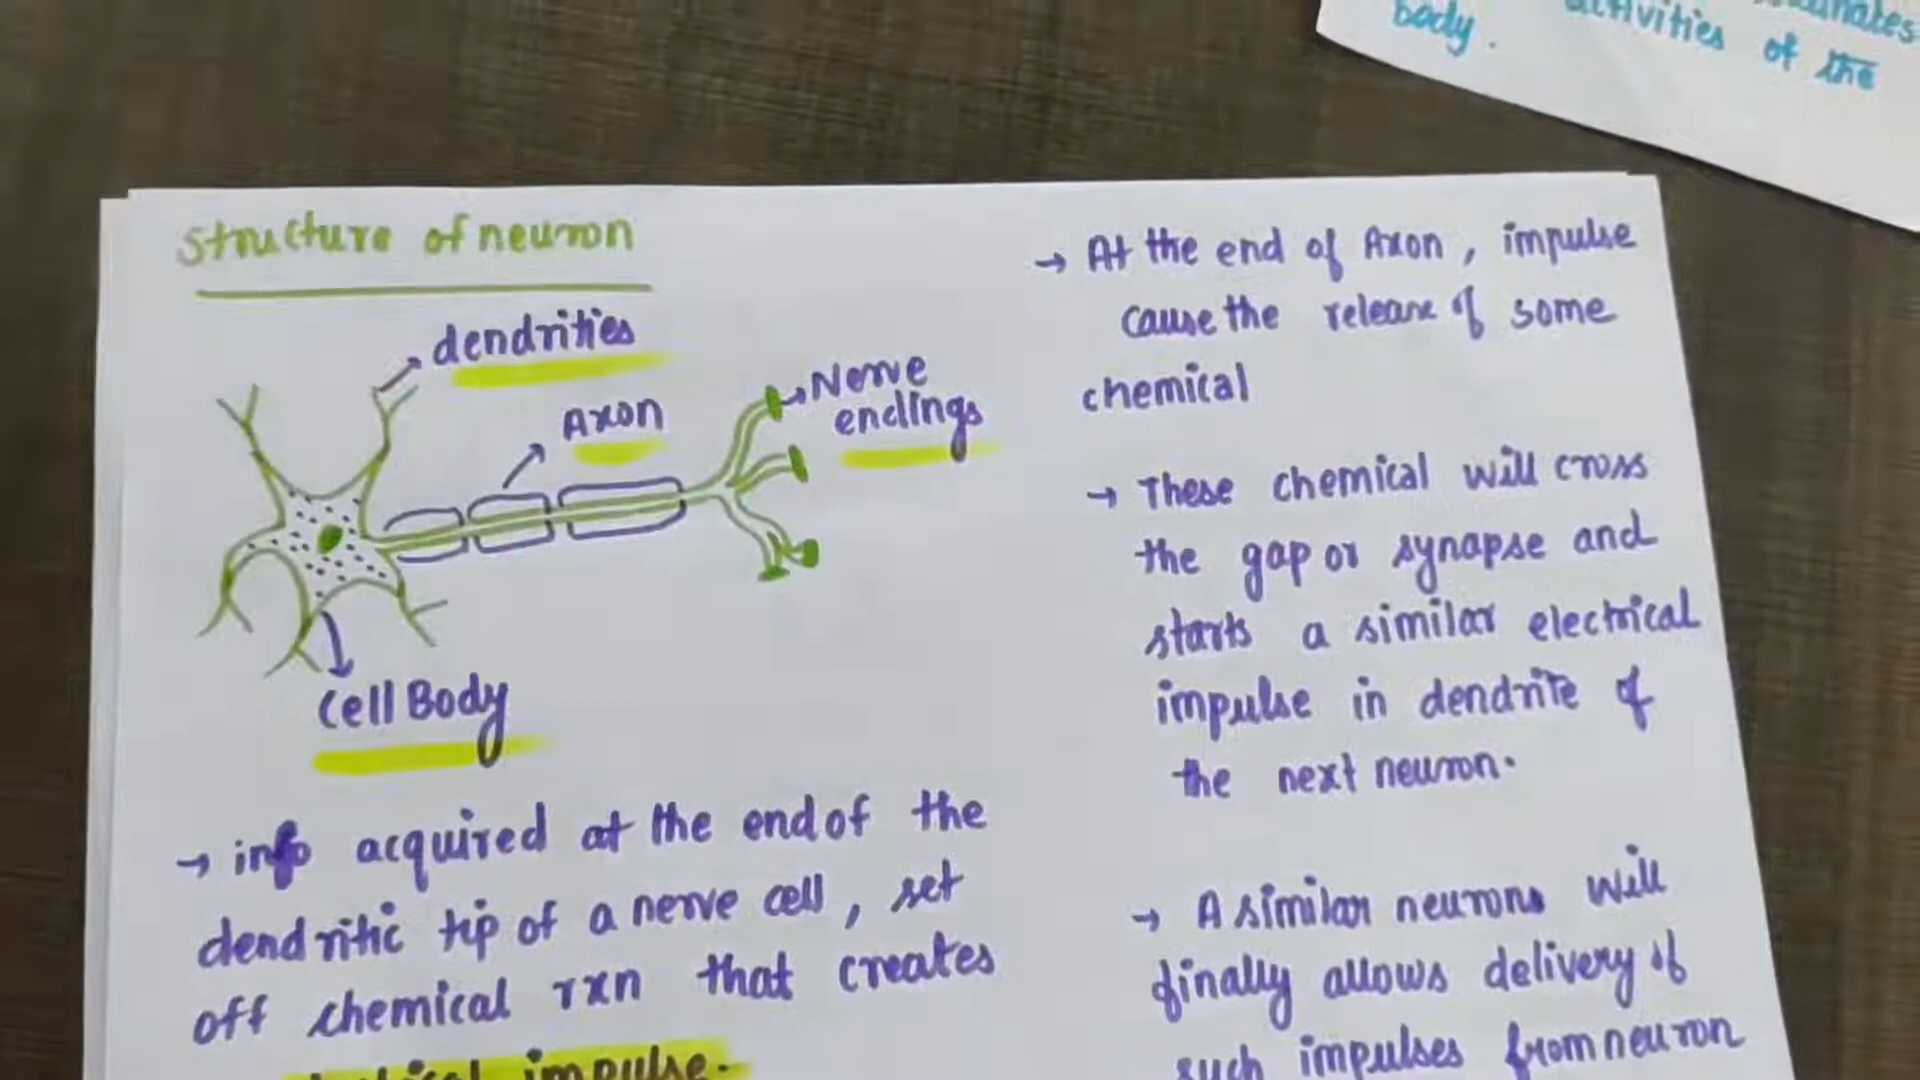 body.
activities of the
Structure of neuron
dendrities
Axon
Nerve
endings
Cell Body
→ info acquired at the end of the
dendritic tip of a nerve cell, set
off chemical rxn that creates
impulse.
→ At the end of Axon, impulse
cause the release of some
chemical
→ These chemical will cross
the gap or synapse and
starts a similar electrical
impulse in dendrite of
the next neuron.
→ A similar neurons will
finally allows delivery of
such impulses from neuron